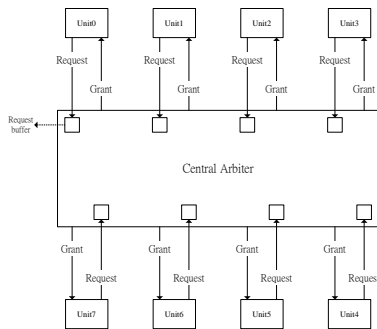 Unit0 Unit1 Unit2 Unit3
Request Request Request Request
Grant Grant Grant Grant
Request
buffer
Central Arbiter
Grant Grant Grant Grant
Request Request Request Request
Unit7 Unit6 Unit5 Unit4